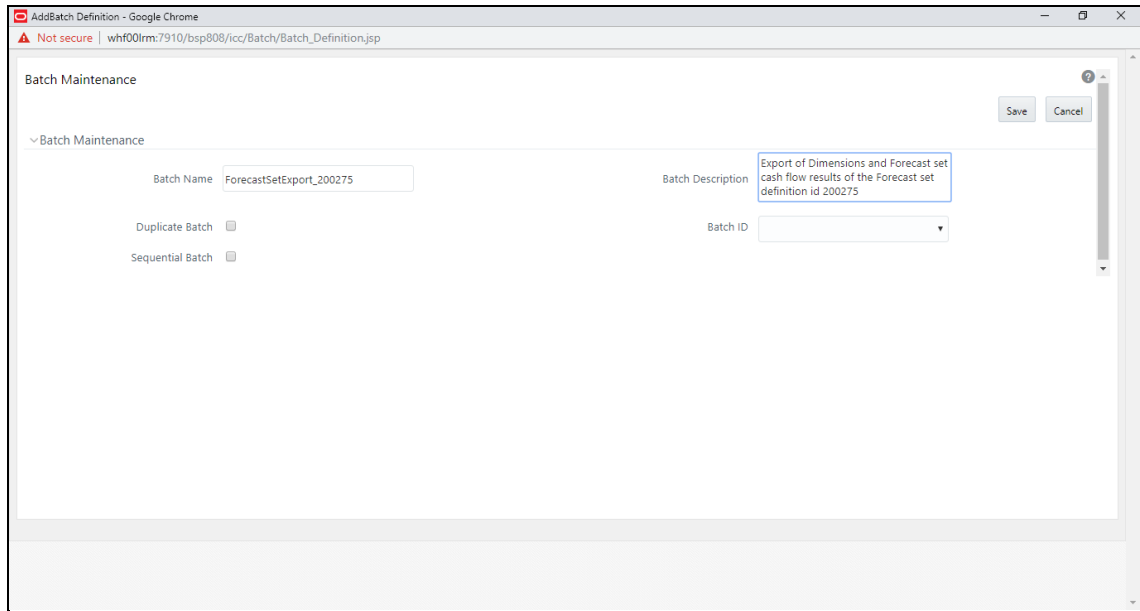 AddBatch Definition - Google Chrome
Not secure | whf00lrm:7910/bsp808/icc/Batch/Batch_Definition.jsp
Batch Maintenance
Save Cancel
Batch Maintenance
Batch Name ForecastSetExport_200275
Batch Description Export of Dimensions and Forecast set
cash flow results of the Forecast set
definition id 200275
Duplicate Batch
Batch ID
Sequential Batch